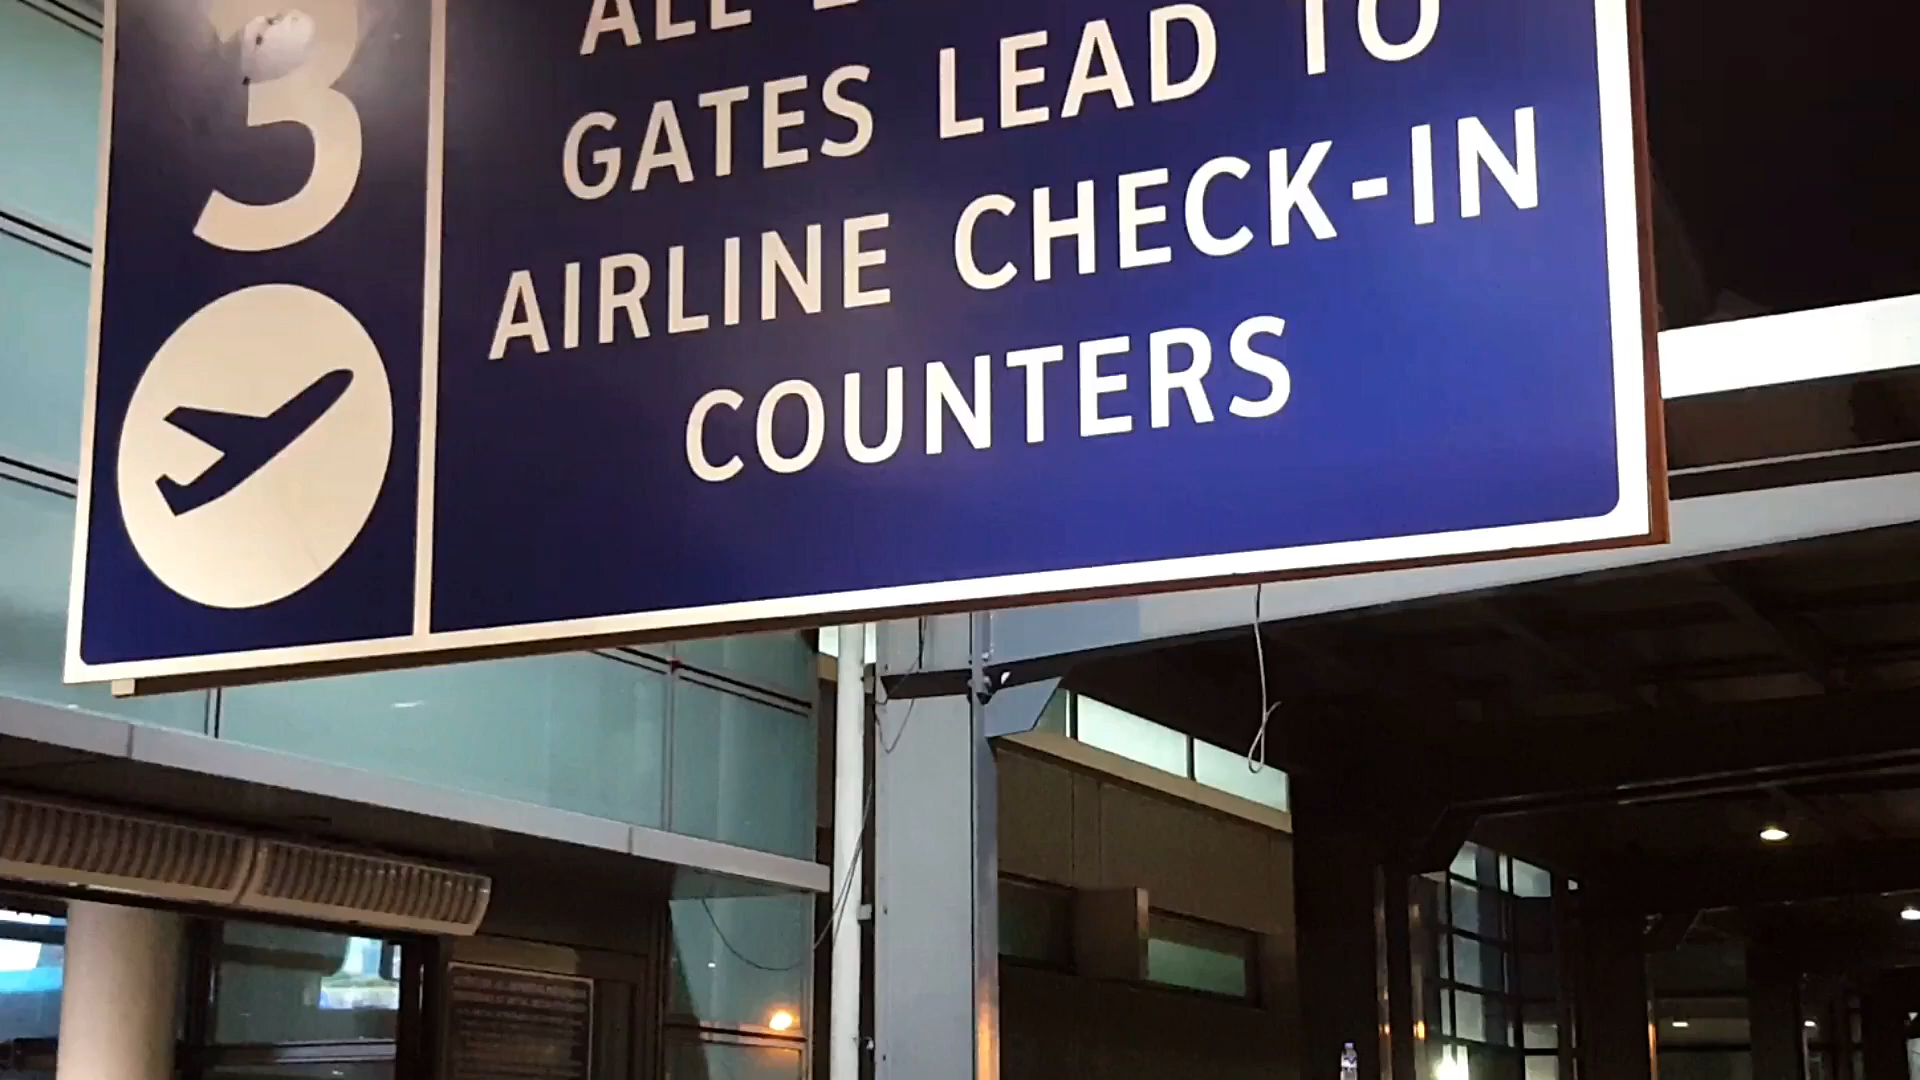 3
ALL
GATES LEAD TO
AIRLINE CHECK-IN
COUNTERS